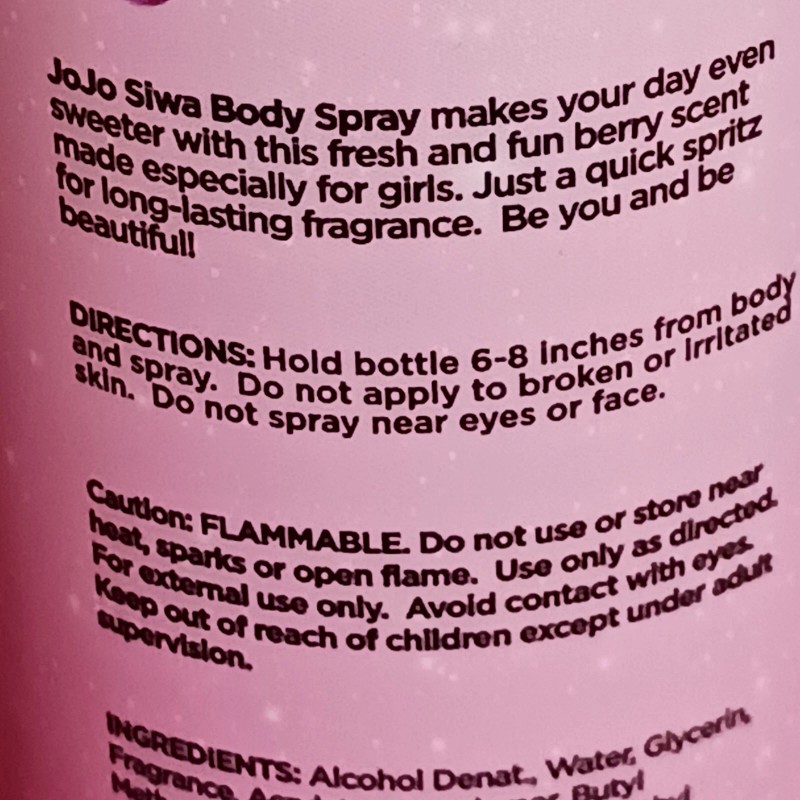 JoJo Siwa Body Spray makes your day even
sweeter with this fresh and fun berry scent
made especially for girls. Just a quick spritz
for long-lasting fragrance. Be you and be
beautiful!
DIRECTIONS: Hold bottle 6-8 inches from body
and spray. Do not apply to broken or irritated
skin. Do not spray near eyes or face.
Caution: FLAMMABLE. Do not use or store near
heat, sparks or open flame. Use only as directed.
For external use only. Avoid contact with eyes.
Keep out of reach of children except under adult
supervision.
INGREDIENTS: Alcohol Denat., Water, Glycerin,
Fragrance, Butyl